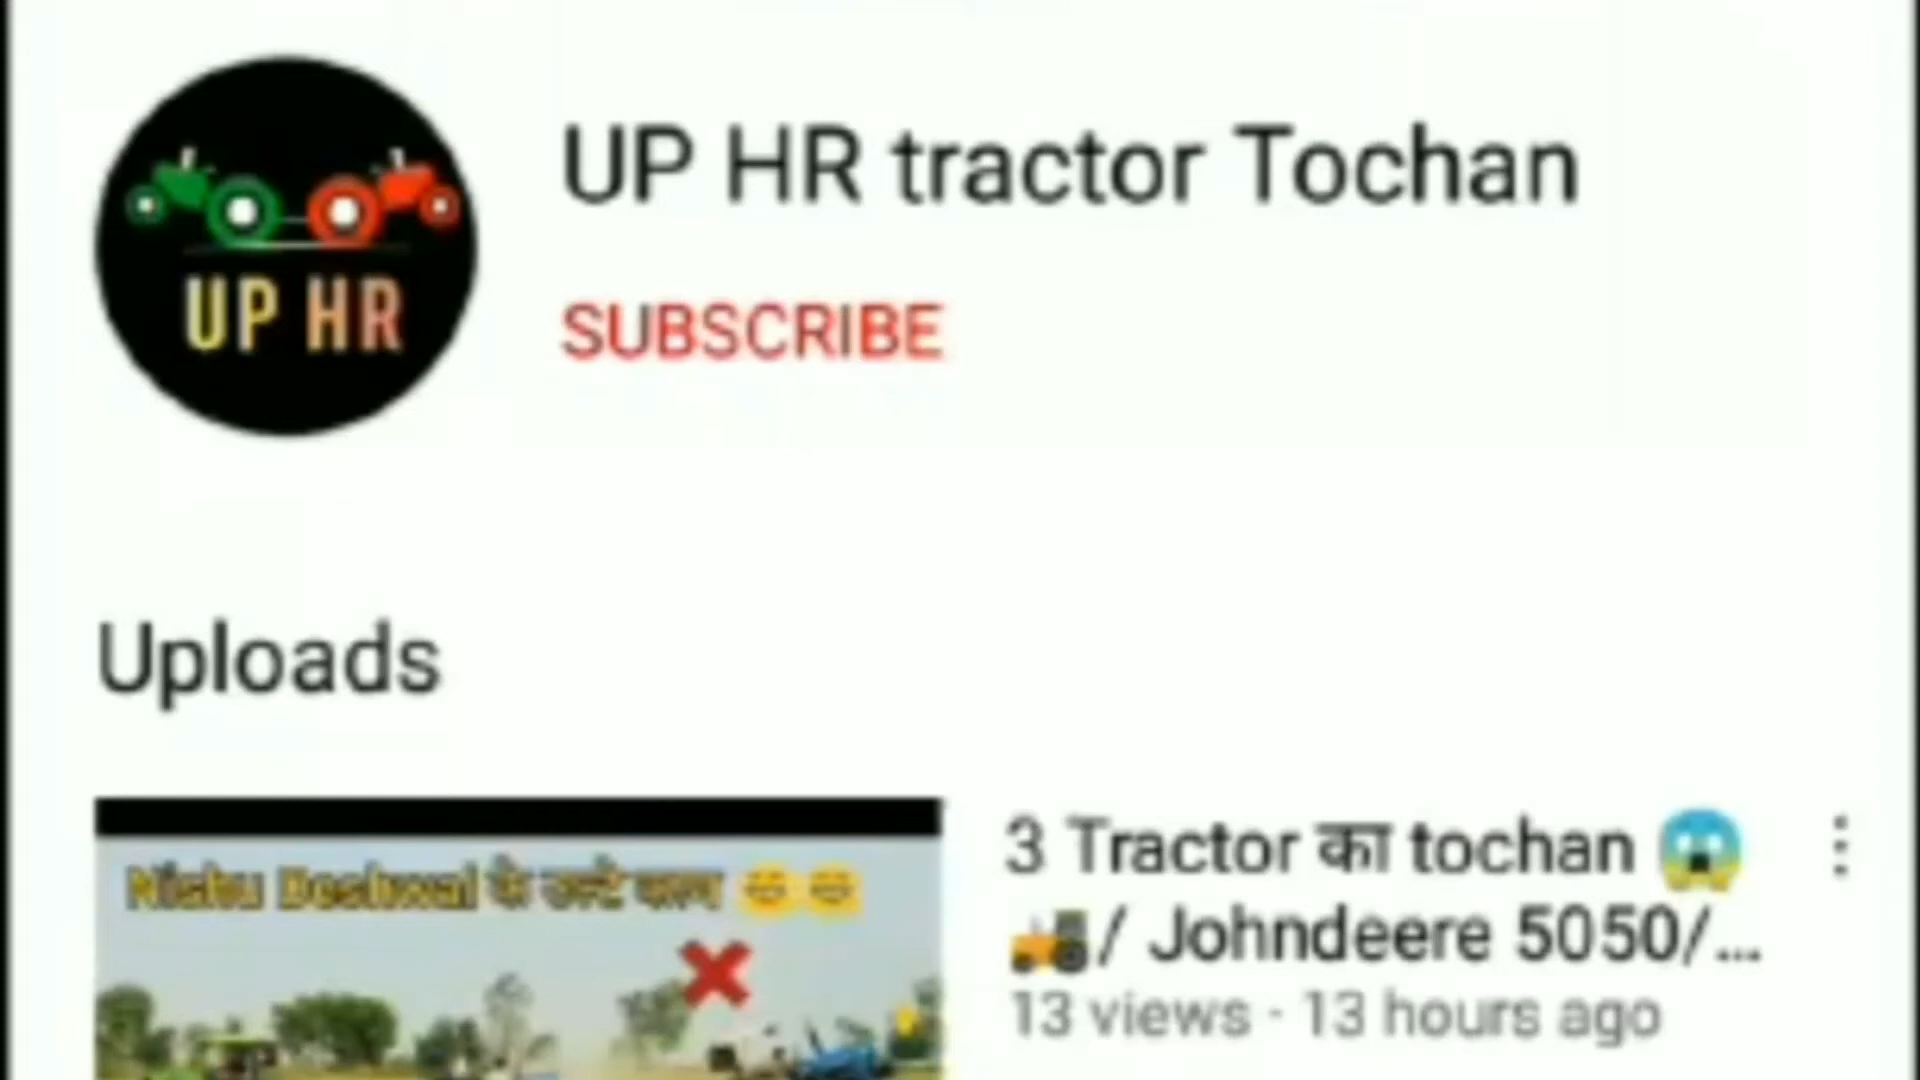 UP HR tractor Tochan
UP HR
SUBSCRIBE
Uploads
Nishu Deshwal के उल्टे काम 😄😄
3 Tractor का tochan 😱
🚜/ Johndeere 5050/...
13 views · 13 hours ago